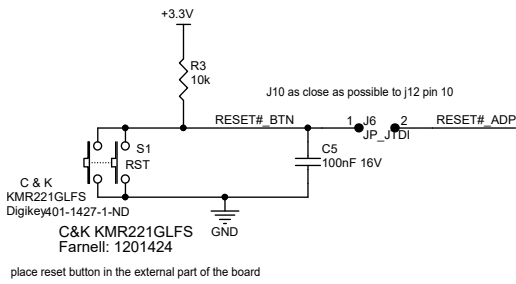 +3.3V
R3
10k
J10 as close as possible to j12 pin 10
RESET#_BTN
1 J6 2
JP_JTDI
RESET#_ADP
S1
RST
C5
100nF 16V
C & K
KMR221GLFS
Digikey401-1427-1-ND
C&K KMR221GLFS
Farnell: 1201424
GND
place reset button in the external part of the board